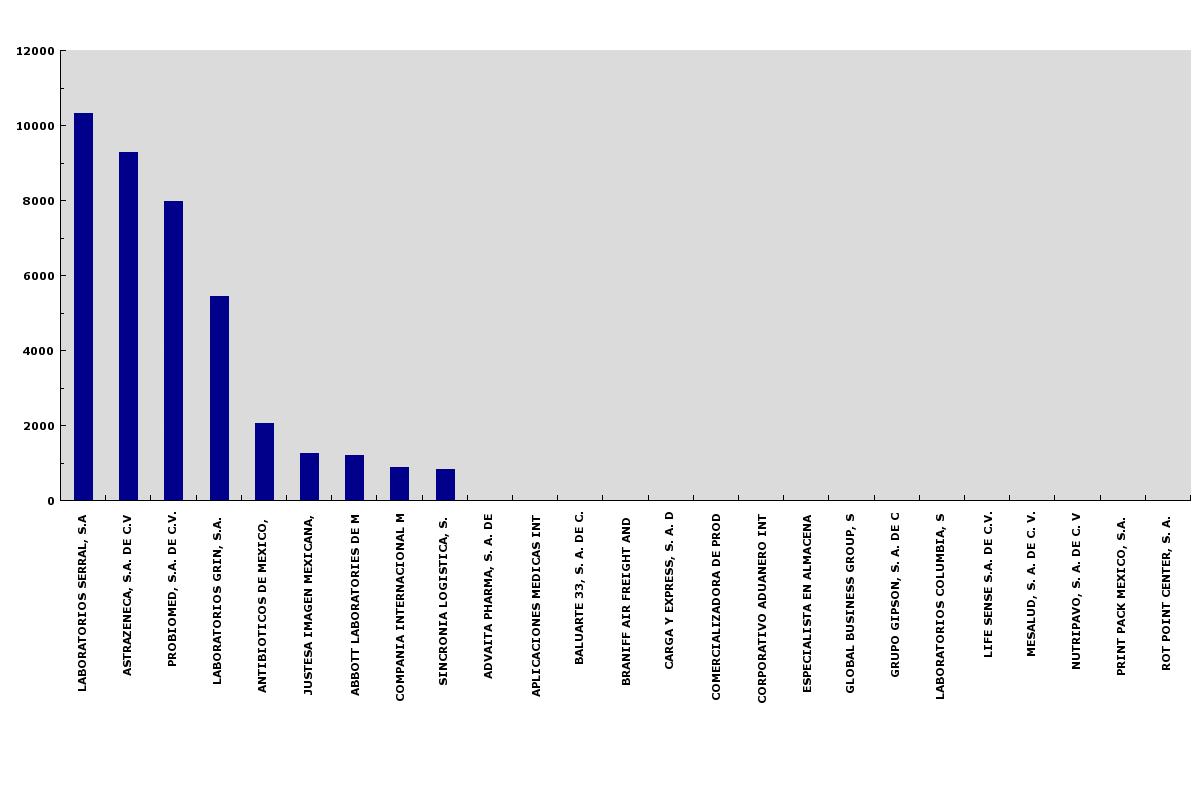 12000
10000
8000
6000
4000
2000
0
LABORATORIOS SERRAL, S.A
ASTRAZENECA, S.A. DE C.V
PROBIOMED, S.A. DE C.V.
LABORATORIOS GRIN, S.A.
ANTIBIOTICOS DE MEXICO,
JUSTESA IMAGEN MEXICANA,
ABBOTT LABORATORIES DE M
COMPANIA INTERNACIONAL M
SINCRONIA LOGISTICA, S.
ADVAITA PHARMA, S. A. DE
APLICACIONES MEDICAS INT
BALUARTE 33, S. A. DE C.
BRANIFF AIR FREIGHT AND
CARGA Y EXPRESS, S. A. D
COMERCIALIZADORA DE PROD
CORPORATIVO ADUANERO INT
ESPECIALISTA EN ALMACENA
GLOBAL BUSINESS GROUP, S
GRUPO GIPSON, S. A. DE C
LABORATORIOS COLUMBIA, S
LIFE SENSE S.A. DE C.V.
MESALUD, S. A. DE C. V.
NUTRIPAVO, S. A. DE C. V
PRINT PACK MEXICO, S.A.
ROT POINT CENTER, S. A.